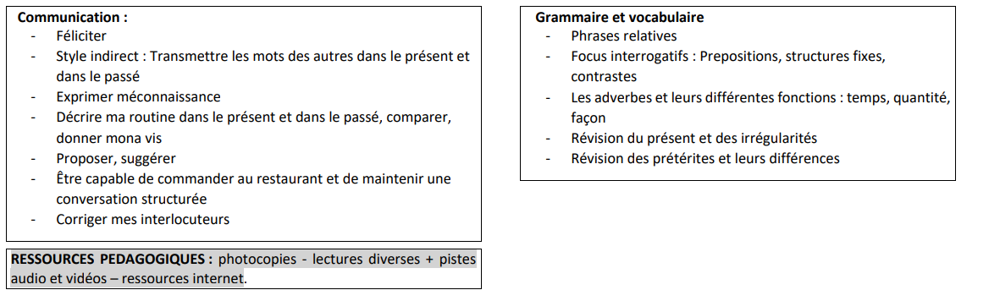 Communication :
- Féliciter
- Style indirect : Transmettre les mots des autres dans le présent et
dans le passé
- Exprimer méconnaissance
- Décrire ma routine dans le présent et dans le passé, comparer,
donner mona vis
- Proposer, suggérer
- Être capable de commander au restaurant et de maintenir une
conversation structurée
- Corriger mes interlocuteurs
RESSOURCES PEDAGOGIQUES : photocopies - lectures diverses + pistes
audio et vidéos – ressources internet.
Grammaire et vocabulaire
- Phrases relatives
- Focus interrogatifs : Prepositions, structures fixes,
contrastes
- Les adverbes et leurs différentes fonctions : temps, quantité,
façon
- Révision du présent et des irrégularités
- Révision des prétérites et leurs différences